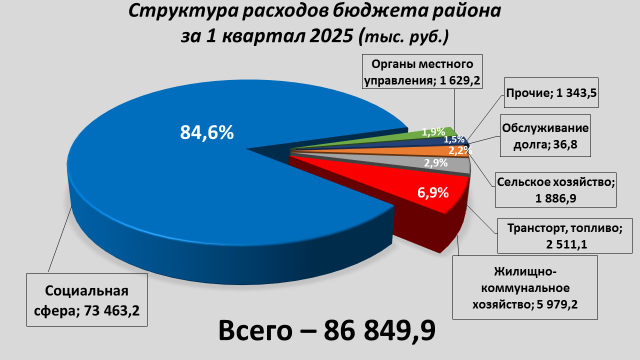 Структура расходов бюджета района
за 1 квартал 2025 (тыс. руб.)
Органы местного
управления; 1 629,2
Прочие; 1 343,5
Обслуживание
долга; 36,8
Сельское хозяйство;
1 886,9
Транспорт, топливо;
2 511,1
Жилищно-
коммунальное
хозяйство; 5 979,2
Социальная
сфера; 73 463,2
84,6%
1,9%
1,5%
2,2%
2,9%
6,9%
Всего – 86 849,9